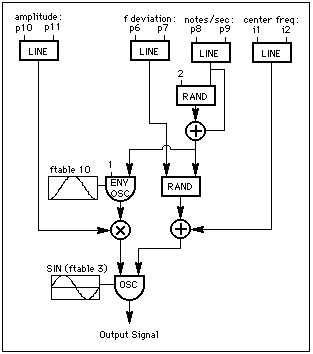 amplitude: f deviation: notes/sec: center freq:
p10 p11 p6 p7 p8 p9 i1 i2
LINE LINE LINE LINE
2
RAND
+
ftable 10 1
ENV OSC RAND
× +
SIN (ftable 3)
OSC
Output Signal